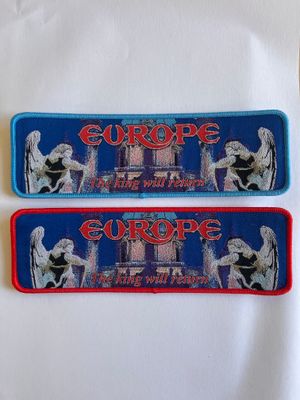 EUROPE
The king will return
EUROPE
The king will return